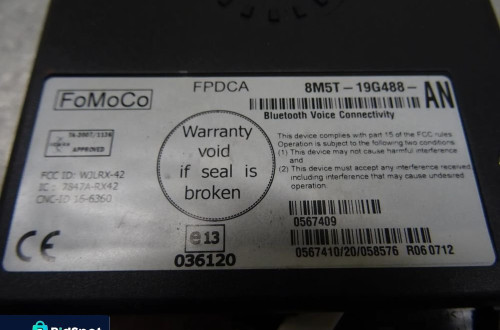 FoMoCo
FPDCA
8M5T-19G488-
AN
Bluetooth Voice Connectivity
TA-2007/1126
APPROVED
Warranty
void
if seal is
broken
This device complies with part 15 of the FCC rules
Operation is subject to the following two conditions:
(1) This device may not cause harmful interference
and
(2) This device must accept any interference received
including interference that may cause undesired
operation.
FCC ID: WJLRX-42
IC : 7847A-RX42
CNC-ID 16-6360
CE
e13
036120
0567409
0567410/20/058576 R06 0712
BidSpot